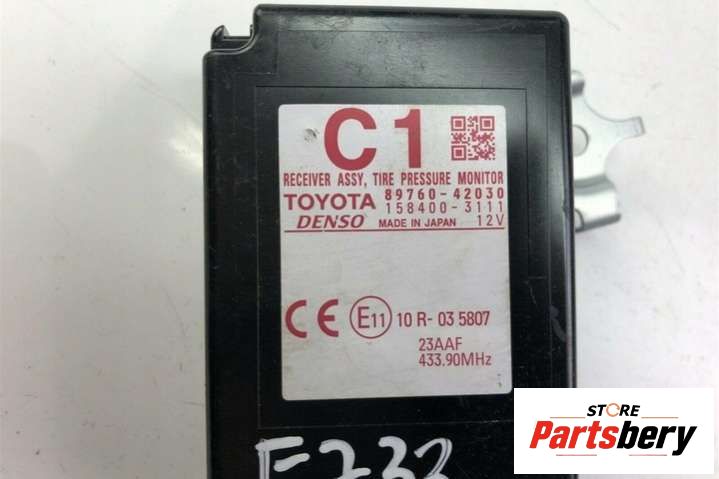 C1
RECEIVER ASSY, TIRE PRESSURE MONITOR
TOYOTA 89760-42030
158400-3111
DENSO MADE IN JAPAN 12V
CE E11 10 R-03 5807
23AAF
433.90MHz
STORE
Partsbery